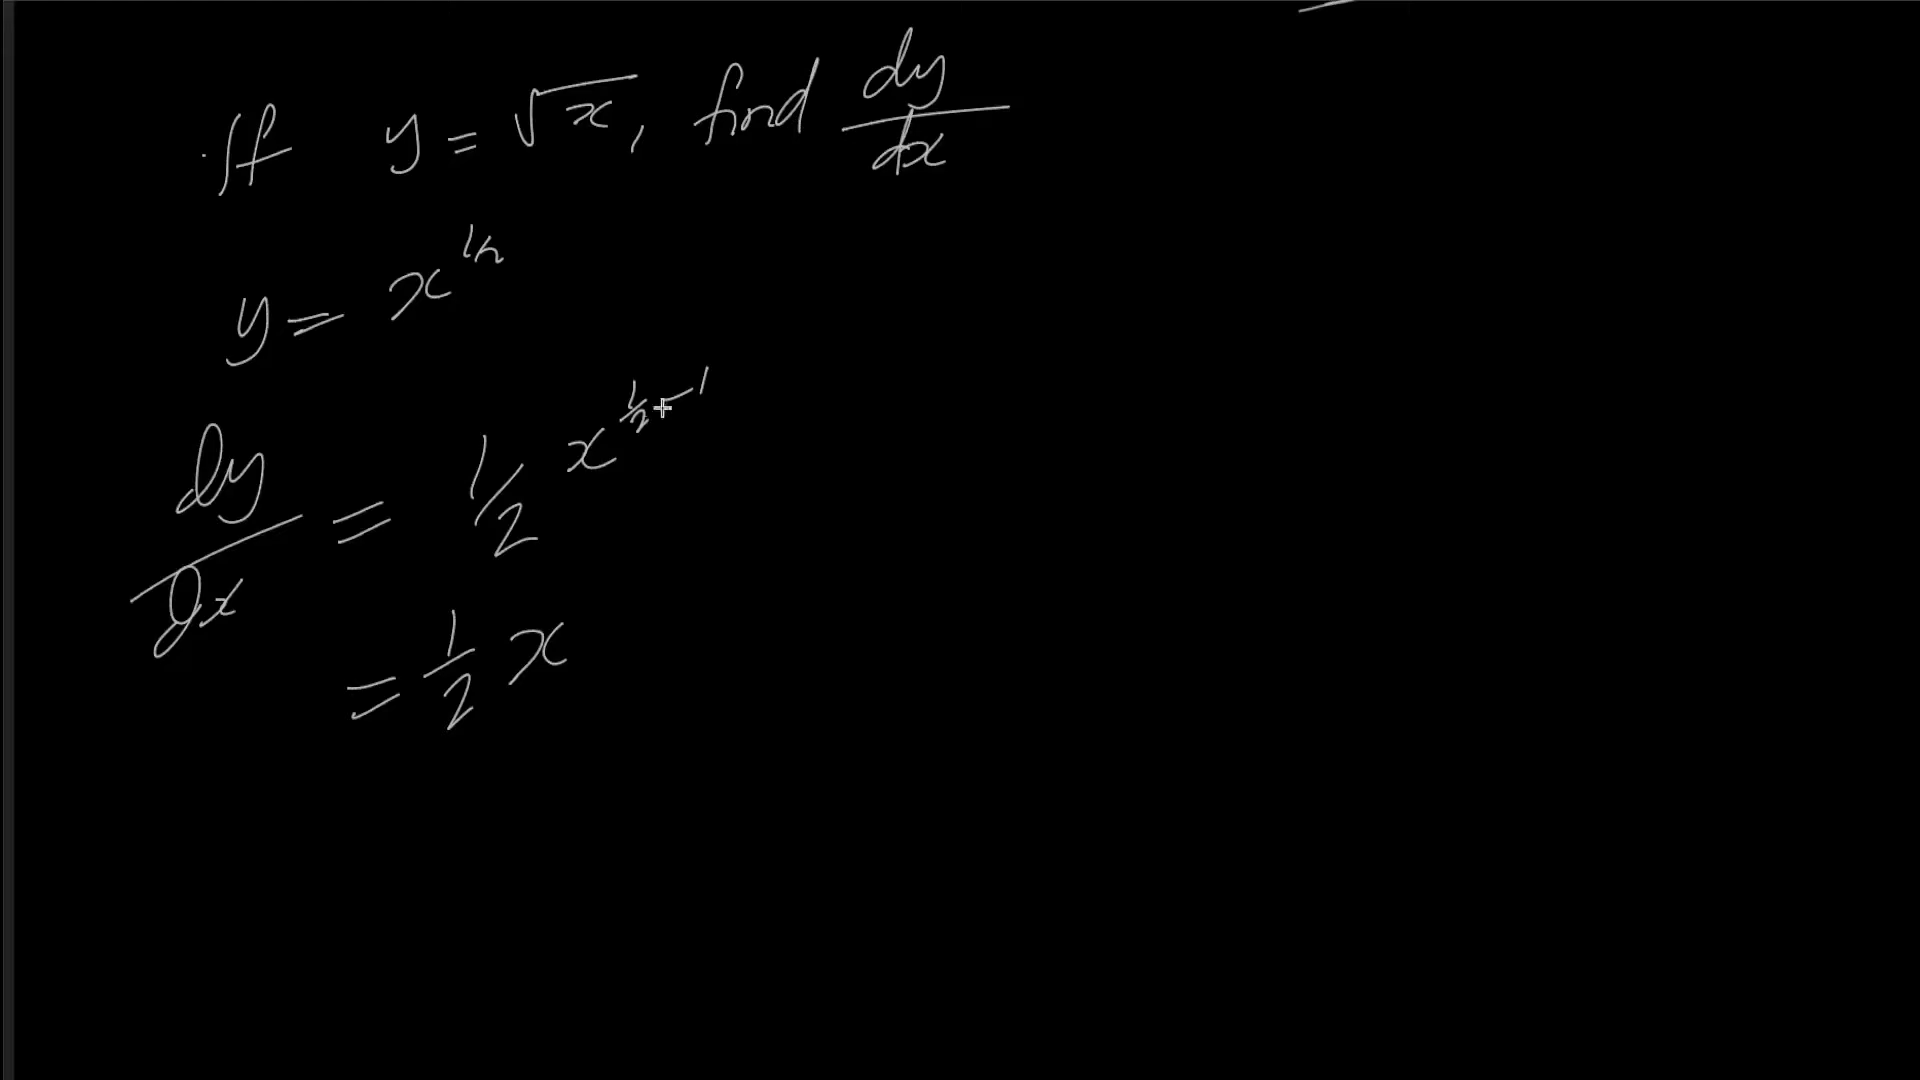 If y = √x, find dy/dx
y = x^1/2
dy/dx = 1/2 x^1/2-1
= 1/2 x